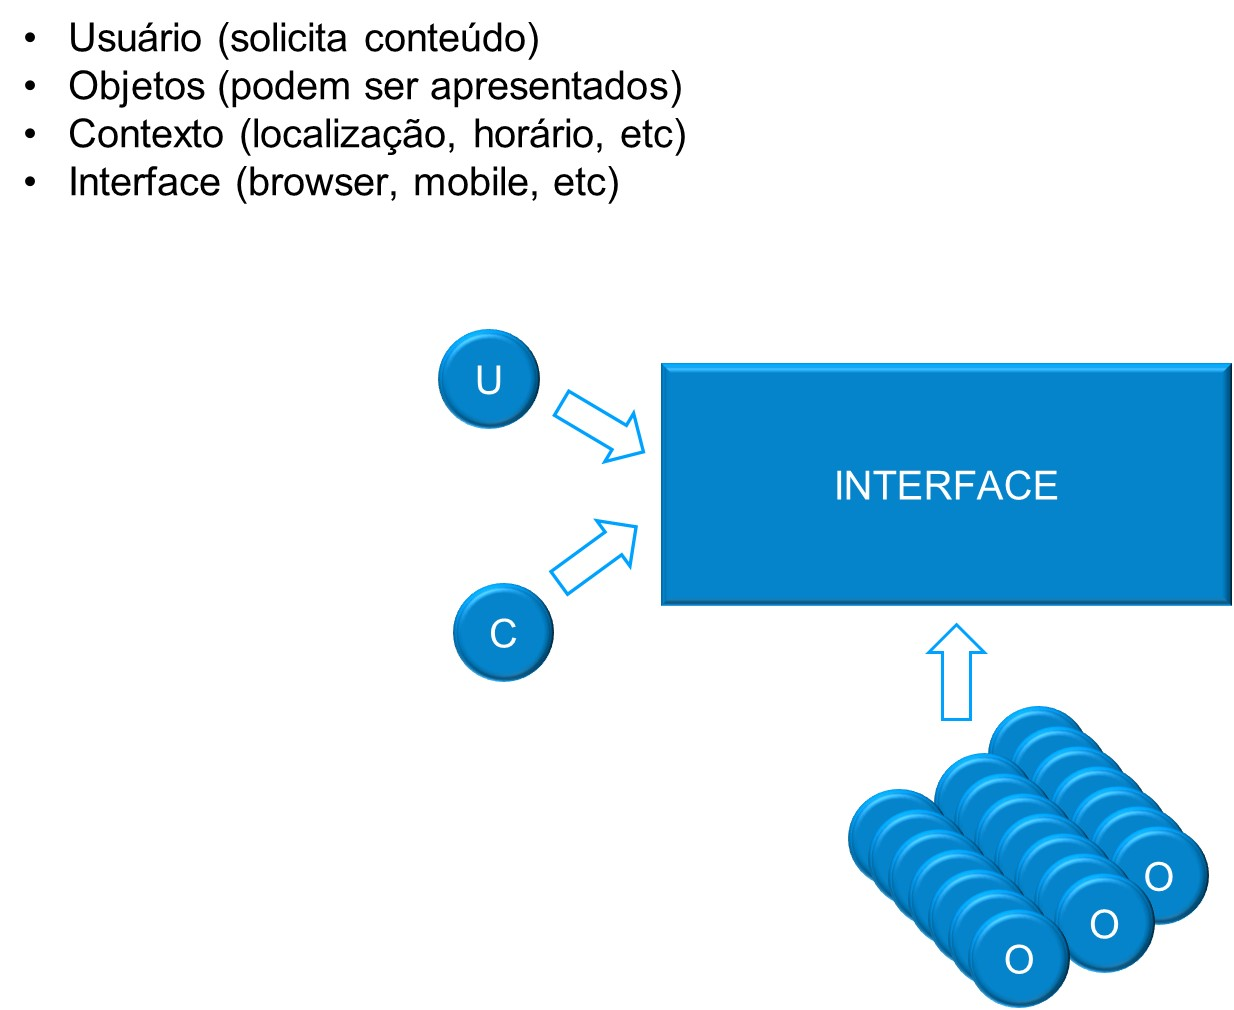 • Usuário (solicita conteúdo)
• Objetos (podem ser apresentados)
• Contexto (localização, horário, etc)
• Interface (browser, mobile, etc)
U
INTERFACE
C
O
O
O